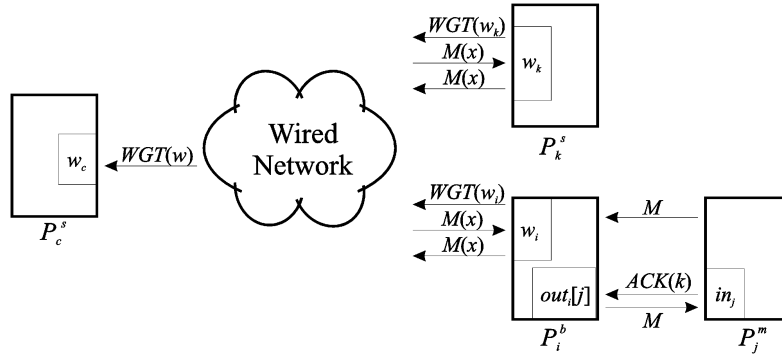 WGT(w_k)
M(x)
M(x)
w_k
P_k^s
w_c
WGT(w)
P_c^s
Wired
Network
WGT(w_i)
M(x)
M(x)
w_i
out_i[j]
P_i^b
M
ACK(k)
M
in_j
P_j^m